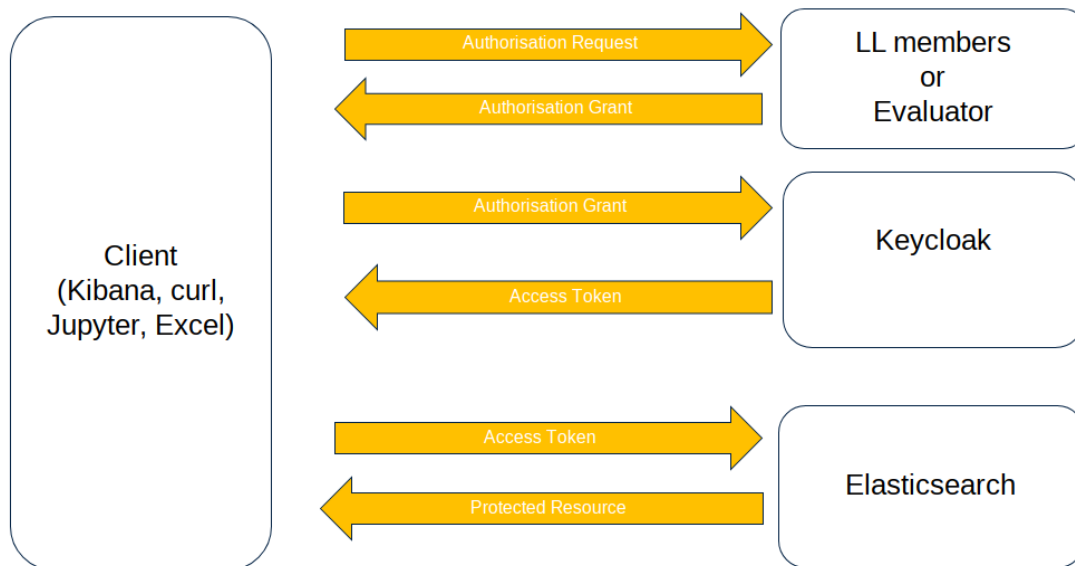 Authorisation Request
LL members
or
Evaluator
Authorisation Grant
Authorisation Grant
Keycloak
Client
(Kibana, curl,
Jupyter, Excel)
Access Token
Access Token
Elasticsearch
Protected Resource